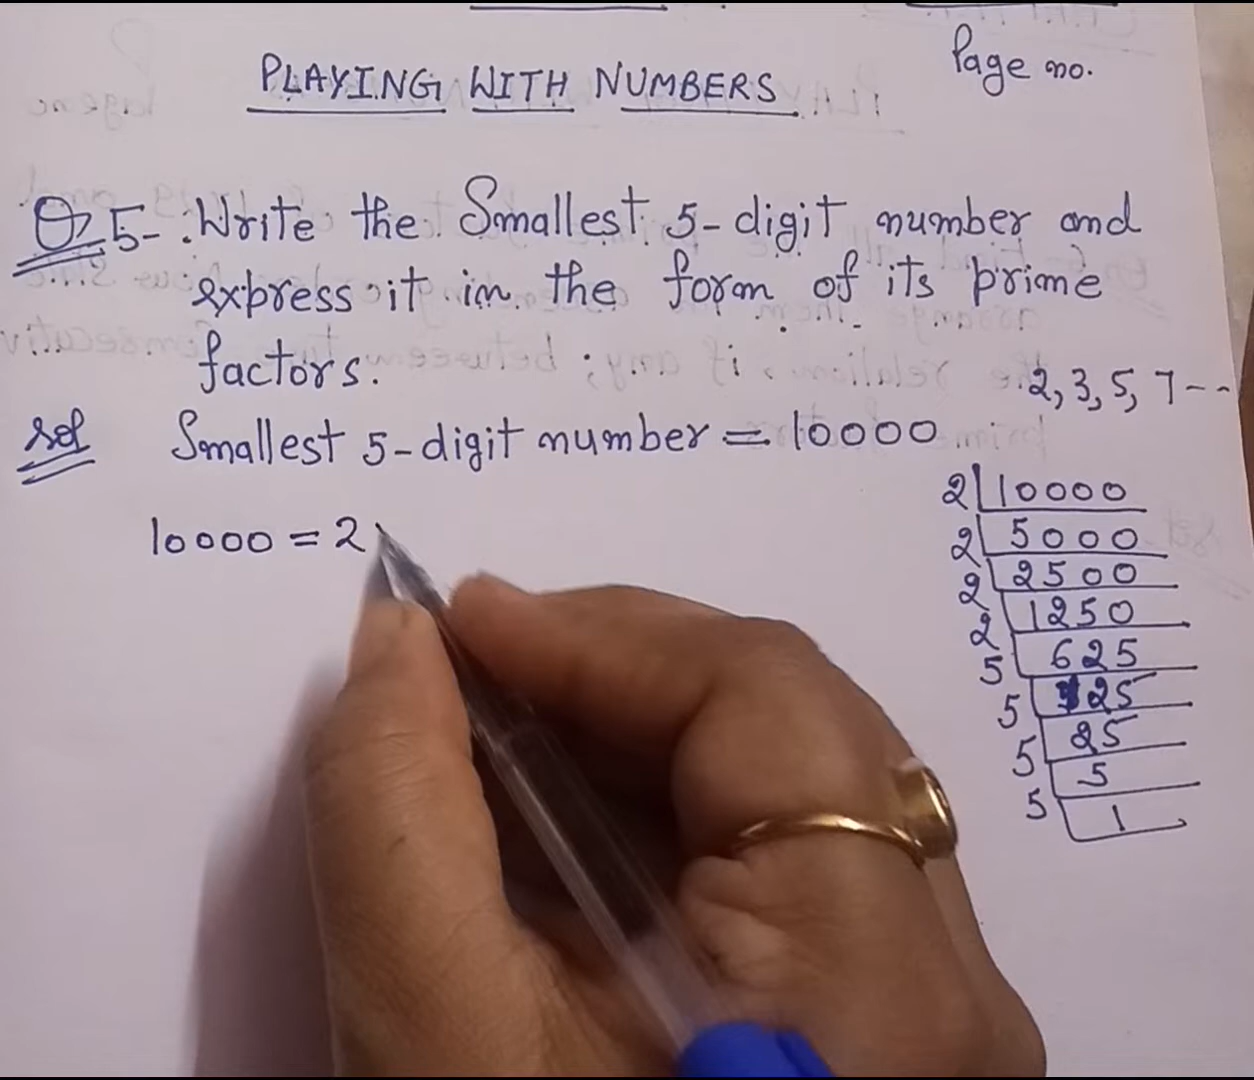 PLAYING WITH NUMBERS
Page no.
Q 5- Write the Smallest 5-digit number and
express it in the form of its prime
factors.
2, 3, 5, 7 - -
Sol Smallest 5-digit number = 10000
10000 = 2
2 10000
2 5000
2 2500
2 1250
5 625
5 125
5 25
5 5
1